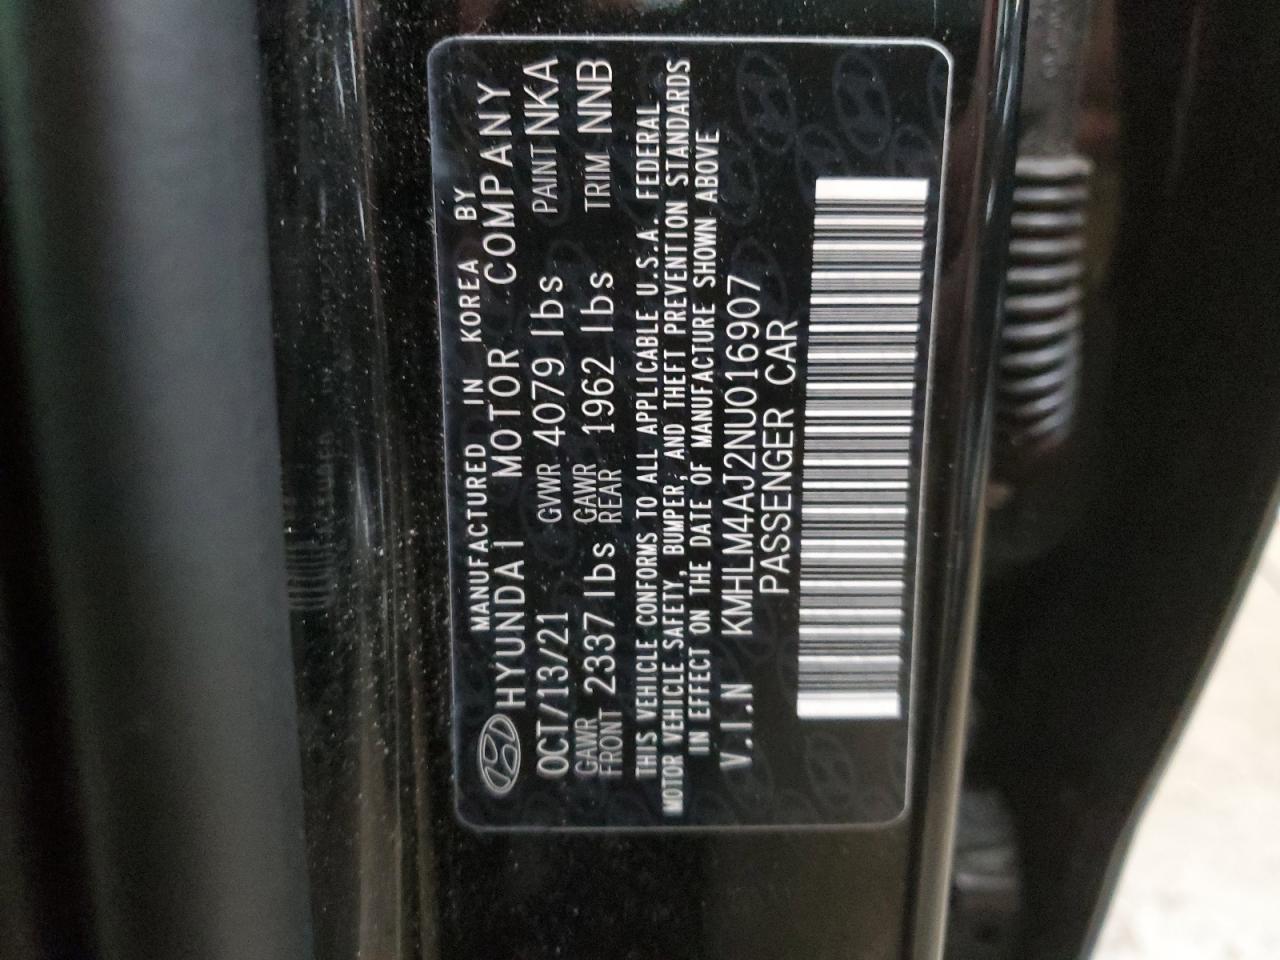 MANUFACTURED IN KOREA BY
HYUNDAI MOTOR COMPANY
OCT/13/21 GVWR 4079 lbs PAINT NKA
GAWR FRONT 2337 lbs GAWR REAR 1962 lbs TRIM NNB
THIS VEHICLE CONFORMS TO ALL APPLICABLE U.S.A. FEDERAL
MOTOR VEHICLE SAFETY, BUMPER, AND THEFT PREVENTION STANDARDS
IN EFFECT ON THE DATE OF MANUFACTURE SHOWN ABOVE
V.I.N KMHLM4AJ2NU016907
PASSENGER CAR